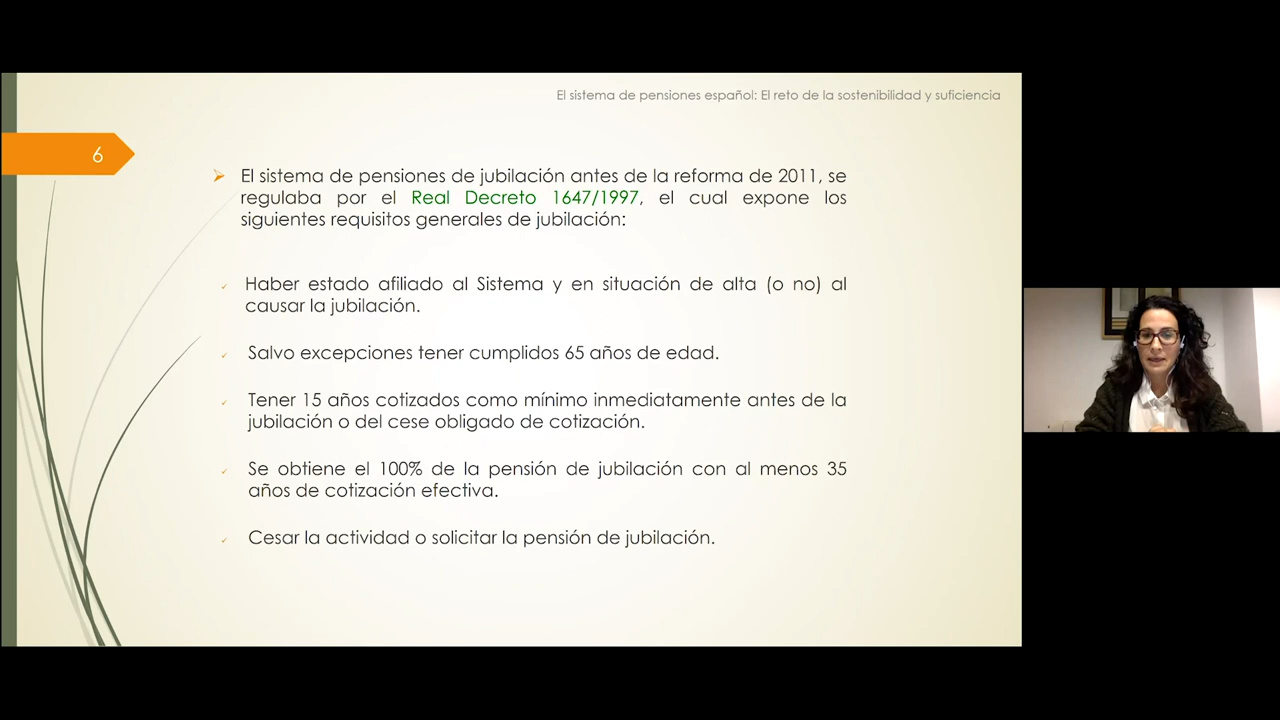 El sistema de pensiones español: El reto de la sostenibilidad y suficiencia
6
El sistema de pensiones de jubilación antes de la reforma de 2011, se
regulaba por el Real Decreto 1647/1997, el cual expone los
siguientes requisitos generales de jubilación:
Haber estado afiliado al Sistema y en situación de alta (o no) al
causar la jubilación.
Salvo excepciones tener cumplidos 65 años de edad.
Tener 15 años cotizados como mínimo inmediatamente antes de la
jubilación o del cese obligado de cotización.
Se obtiene el 100% de la pensión de jubilación con al menos 35
años de cotización efectiva.
Cesar la actividad o solicitar la pensión de jubilación.